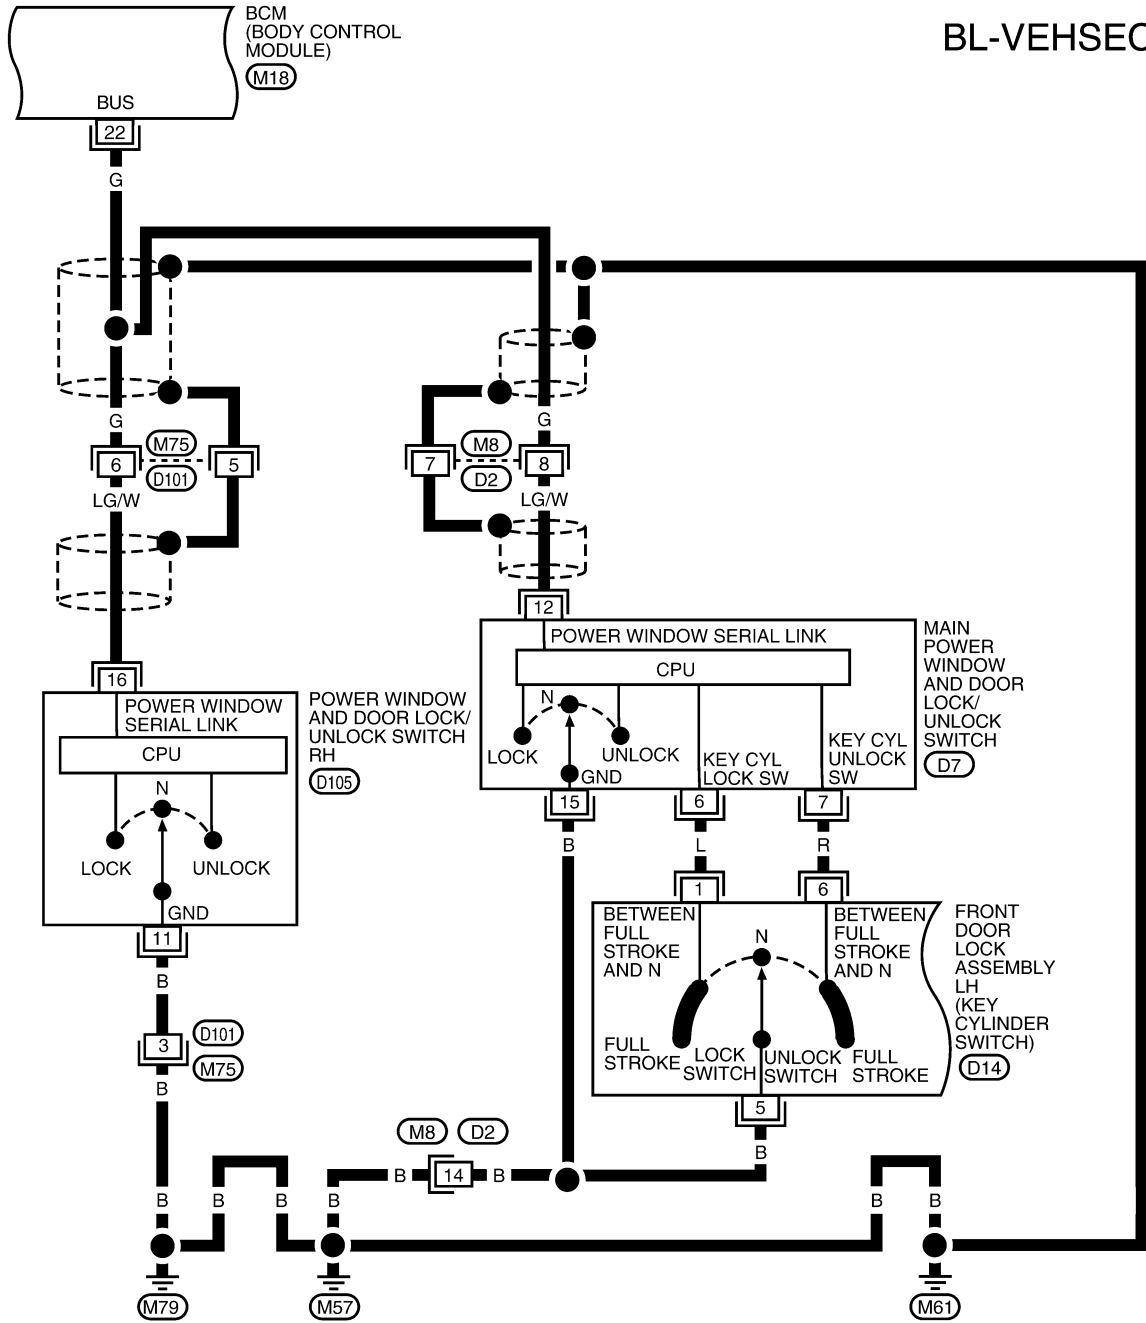 BCM
(BODY CONTROL
MODULE)
M18
BL-VEHSEC
BUS
22
G
G
G
M75
M8
6
5
7
8
D101
D2
LG/W
LG/W
12
POWER WINDOW SERIAL LINK
CPU
N
LOCK
UNLOCK
GND
KEY CYL
LOCK SW
KEY CYL
UNLOCK
SW
MAIN
POWER
WINDOW
AND DOOR
LOCK/
UNLOCK
SWITCH
D7
16
POWER WINDOW
SERIAL LINK
CPU
N
LOCK
UNLOCK
GND
POWER WINDOW
AND DOOR LOCK/
UNLOCK SWITCH
RH
D105
15
6
7
B
L
R
1
6
BETWEEN
FULL
STROKE
AND N
N
BETWEEN
FULL
STROKE
AND N
FULL
STROKE
LOCK
SWITCH
UNLOCK
SWITCH
FULL
STROKE
FRONT
DOOR
LOCK
ASSEMBLY
LH
(KEY
CYLINDER
SWITCH)
D14
11
B
3
D101
M75
B
5
B
M8
D2
B
14
B
B
B
B
B
B
B
M79
M57
M61